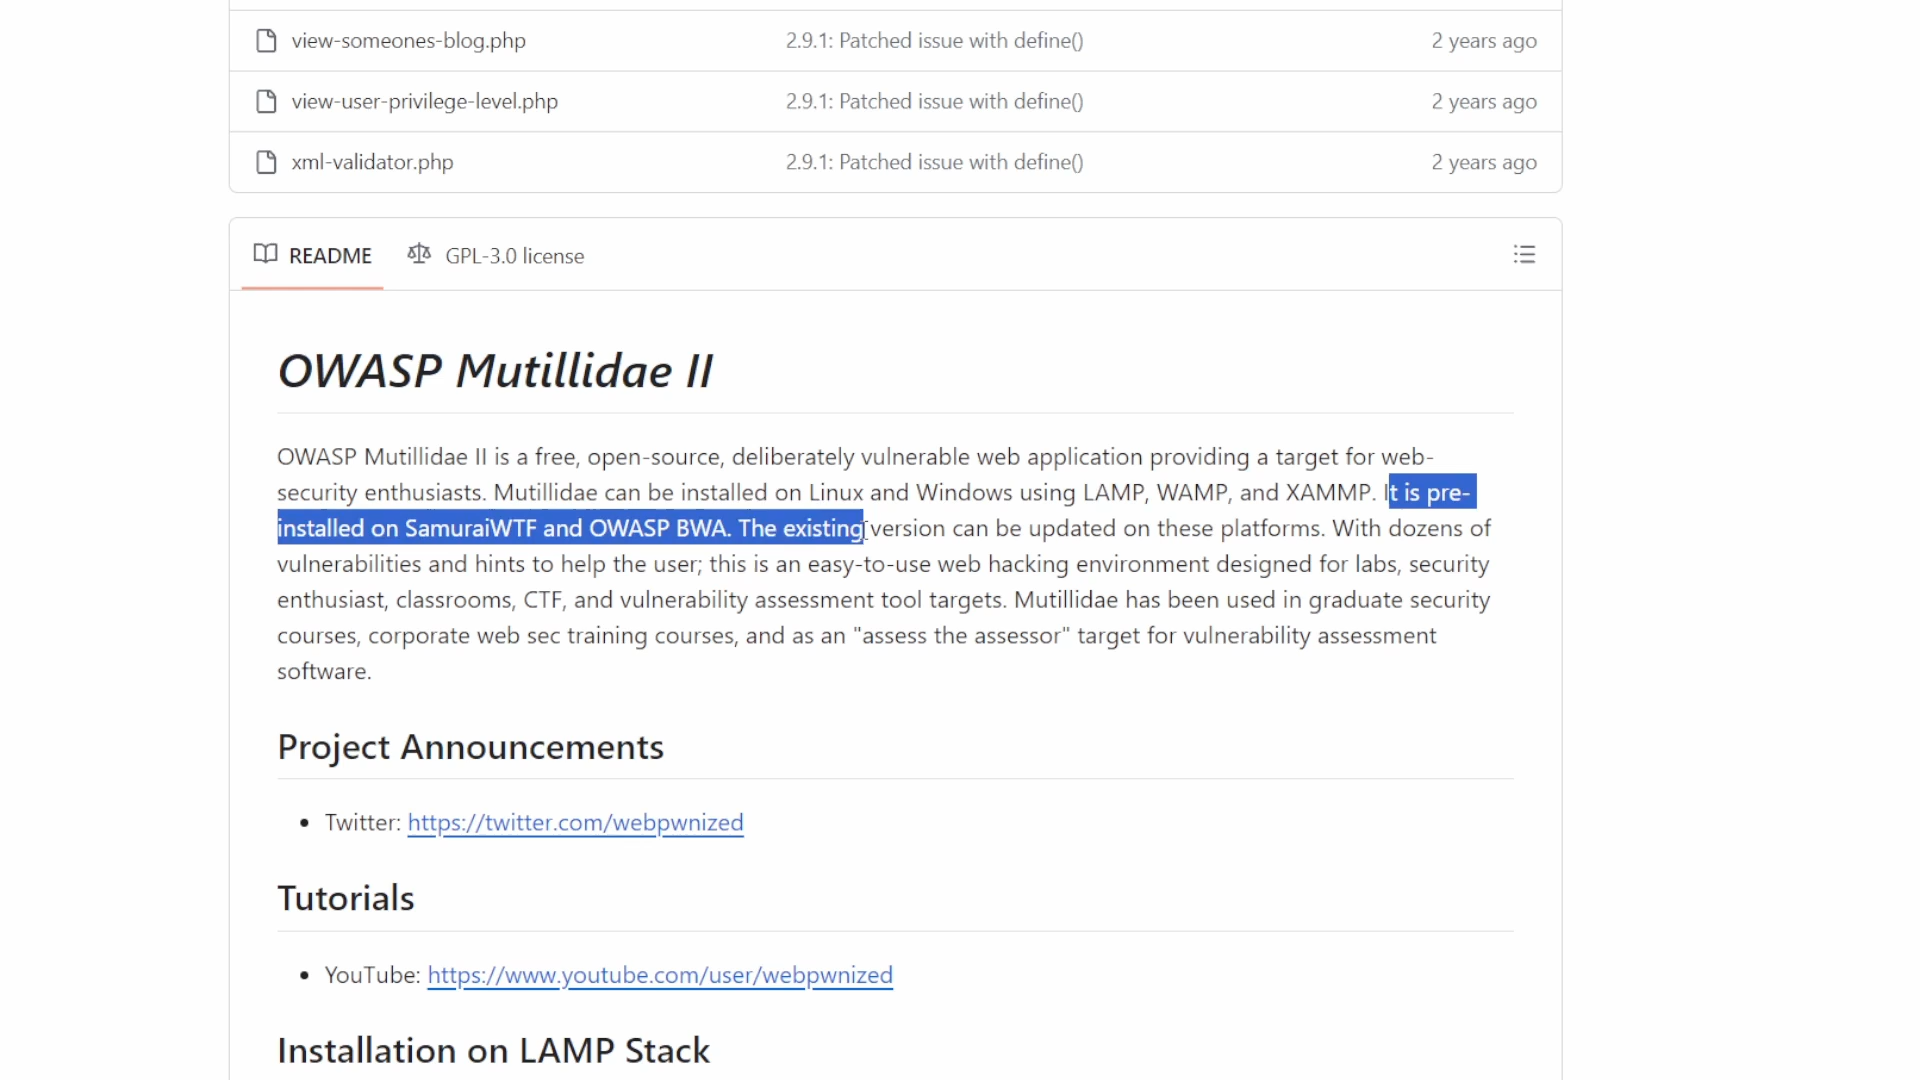 view-someones-blog.php 2.9.1: Patched issue with define() 2 years ago
view-user-privilege-level.php 2.9.1: Patched issue with define() 2 years ago
xml-validator.php 2.9.1: Patched issue with define() 2 years ago
README GPL-3.0 license
OWASP Mutillidae II
OWASP Mutillidae II is a free, open-source, deliberately vulnerable web application providing a target for web-
security enthusiasts. Mutillidae can be installed on Linux and Windows using LAMP, WAMP, and XAMMP. It is pre-
installed on SamuraiWTF and OWASP BWA. The existing version can be updated on these platforms. With dozens of
vulnerabilities and hints to help the user; this is an easy-to-use web hacking environment designed for labs, security
enthusiast, classrooms, CTF, and vulnerability assessment tool targets. Mutillidae has been used in graduate security
courses, corporate web sec training courses, and as an "assess the assessor" target for vulnerability assessment
software.
Project Announcements
• Twitter: https://twitter.com/webpwnized
Tutorials
• YouTube: https://www.youtube.com/user/webpwnized
Installation on LAMP Stack